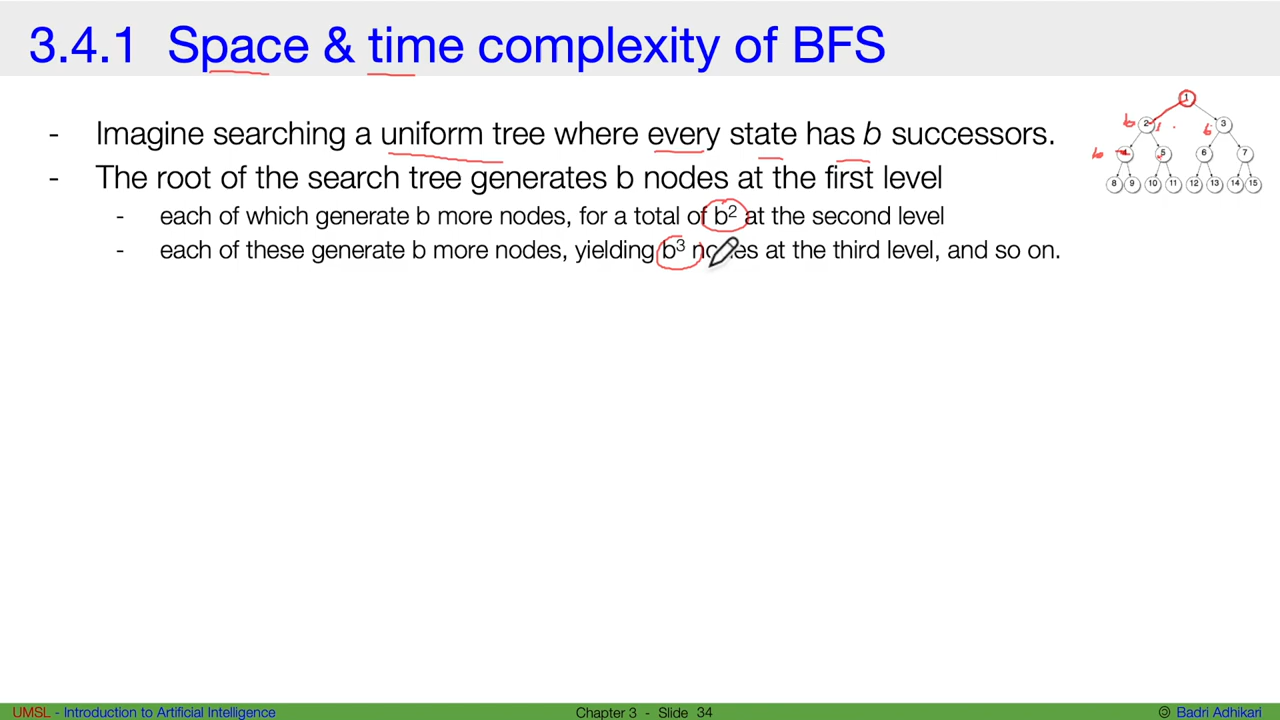 3.4.1 Space & time complexity of BFS
- Imagine searching a uniform tree where every state has b successors.
- The root of the search tree generates b nodes at the first level
- each of which generate b more nodes, for a total of b² at the second level
- each of these generate b more nodes, yielding b³ nodes at the third level, and so on.
1
b 2 1 b 3
b 4 5 6 7
8 9 10 11 12 13 14 15
UMSL - Introduction to Artificial Intelligence Chapter 3 - Slide 34 Badri Adhikari